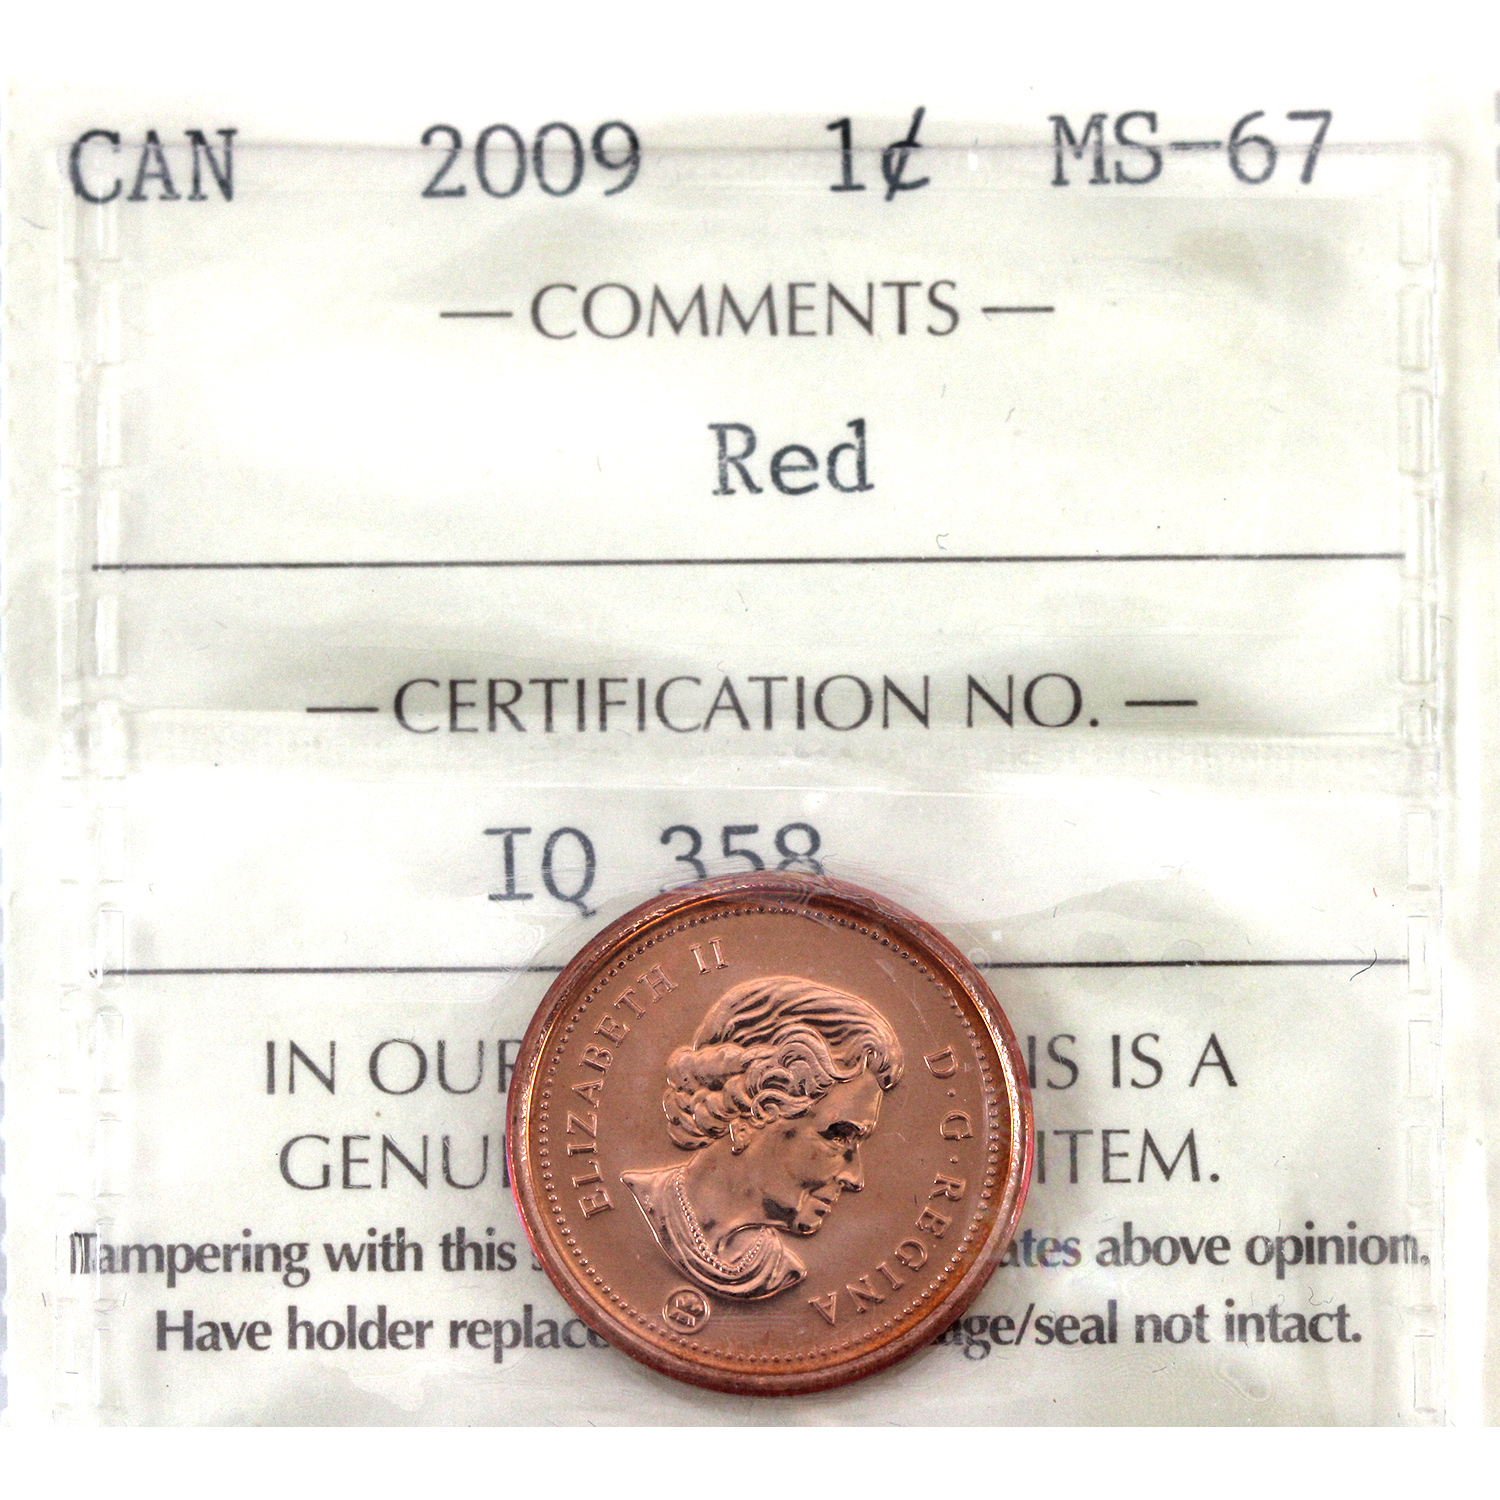 CAN 2009 1¢ MS-67
— COMMENTS —
Red
— CERTIFICATION NO. —
IQ 358
IN OUR IS IS A
GENU ITEM.
Tampering with this ates above opinion.
Have holder replac ge/seal not intact.
ELIZABETH II D·G·REGINA